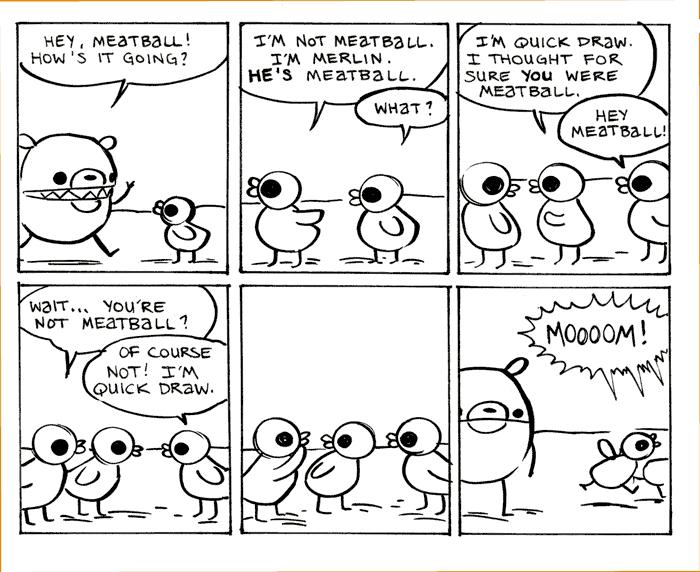 HEY, MEATBALL!
HOW'S IT GOING?
I'M NOT MEATBALL.
I'M MERLIN.
HE'S MEATBALL.
WHAT?
I'M QUICK DRAW.
I THOUGHT FOR
SURE YOU WERE
MEATBALL.
HEY
MEATBALL!
WAIT... YOU'RE
NOT MEATBALL?
OF COURSE
NOT! I'M
QUICK DRAW.
MOOOOM!